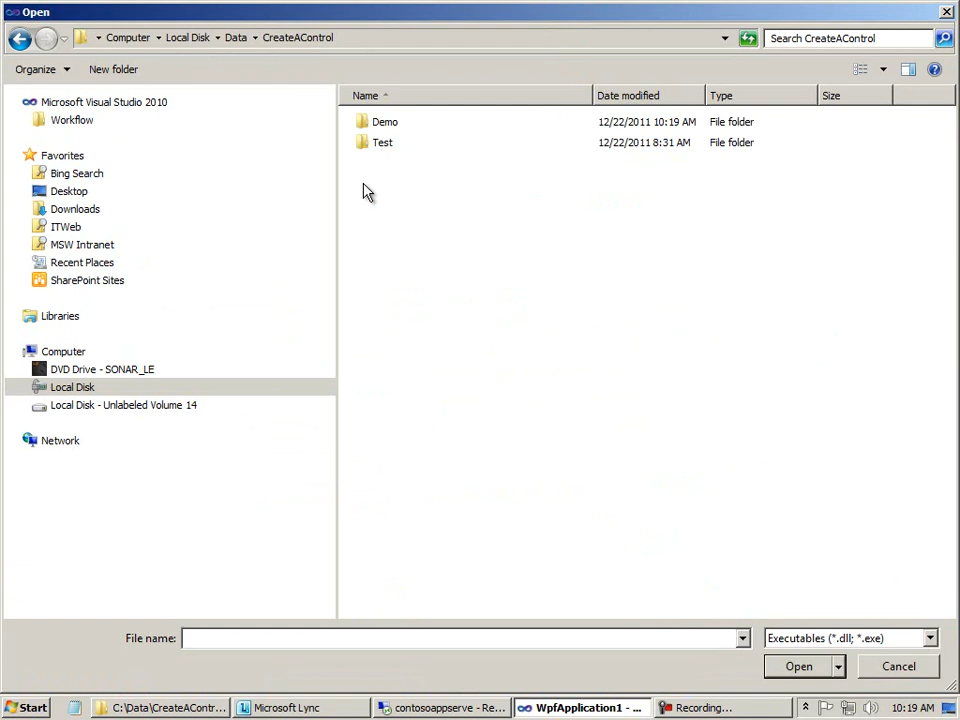 Open
Computer Local Disk Data CreateAControl
Search CreateAControl
Organize New folder
Name Date modified Type Size
Microsoft Visual Studio 2010
Workflow
Favorites
Bing Search
Desktop
Downloads
ITWeb
MSW Intranet
Recent Places
SharePoint Sites
Libraries
Computer
DVD Drive - SONAR_LE
Local Disk
Local Disk - Unlabeled Volume 14
Network
Demo 12/22/2011 10:19 AM File folder
Test 12/22/2011 8:31 AM File folder
File name:
Executables (*.dll; *.exe)
Open Cancel
Start C:\Data\CreateAContr... Microsoft Lync contosoappserve - Re... WpfApplication1 - ... Recording... 10:19 AM